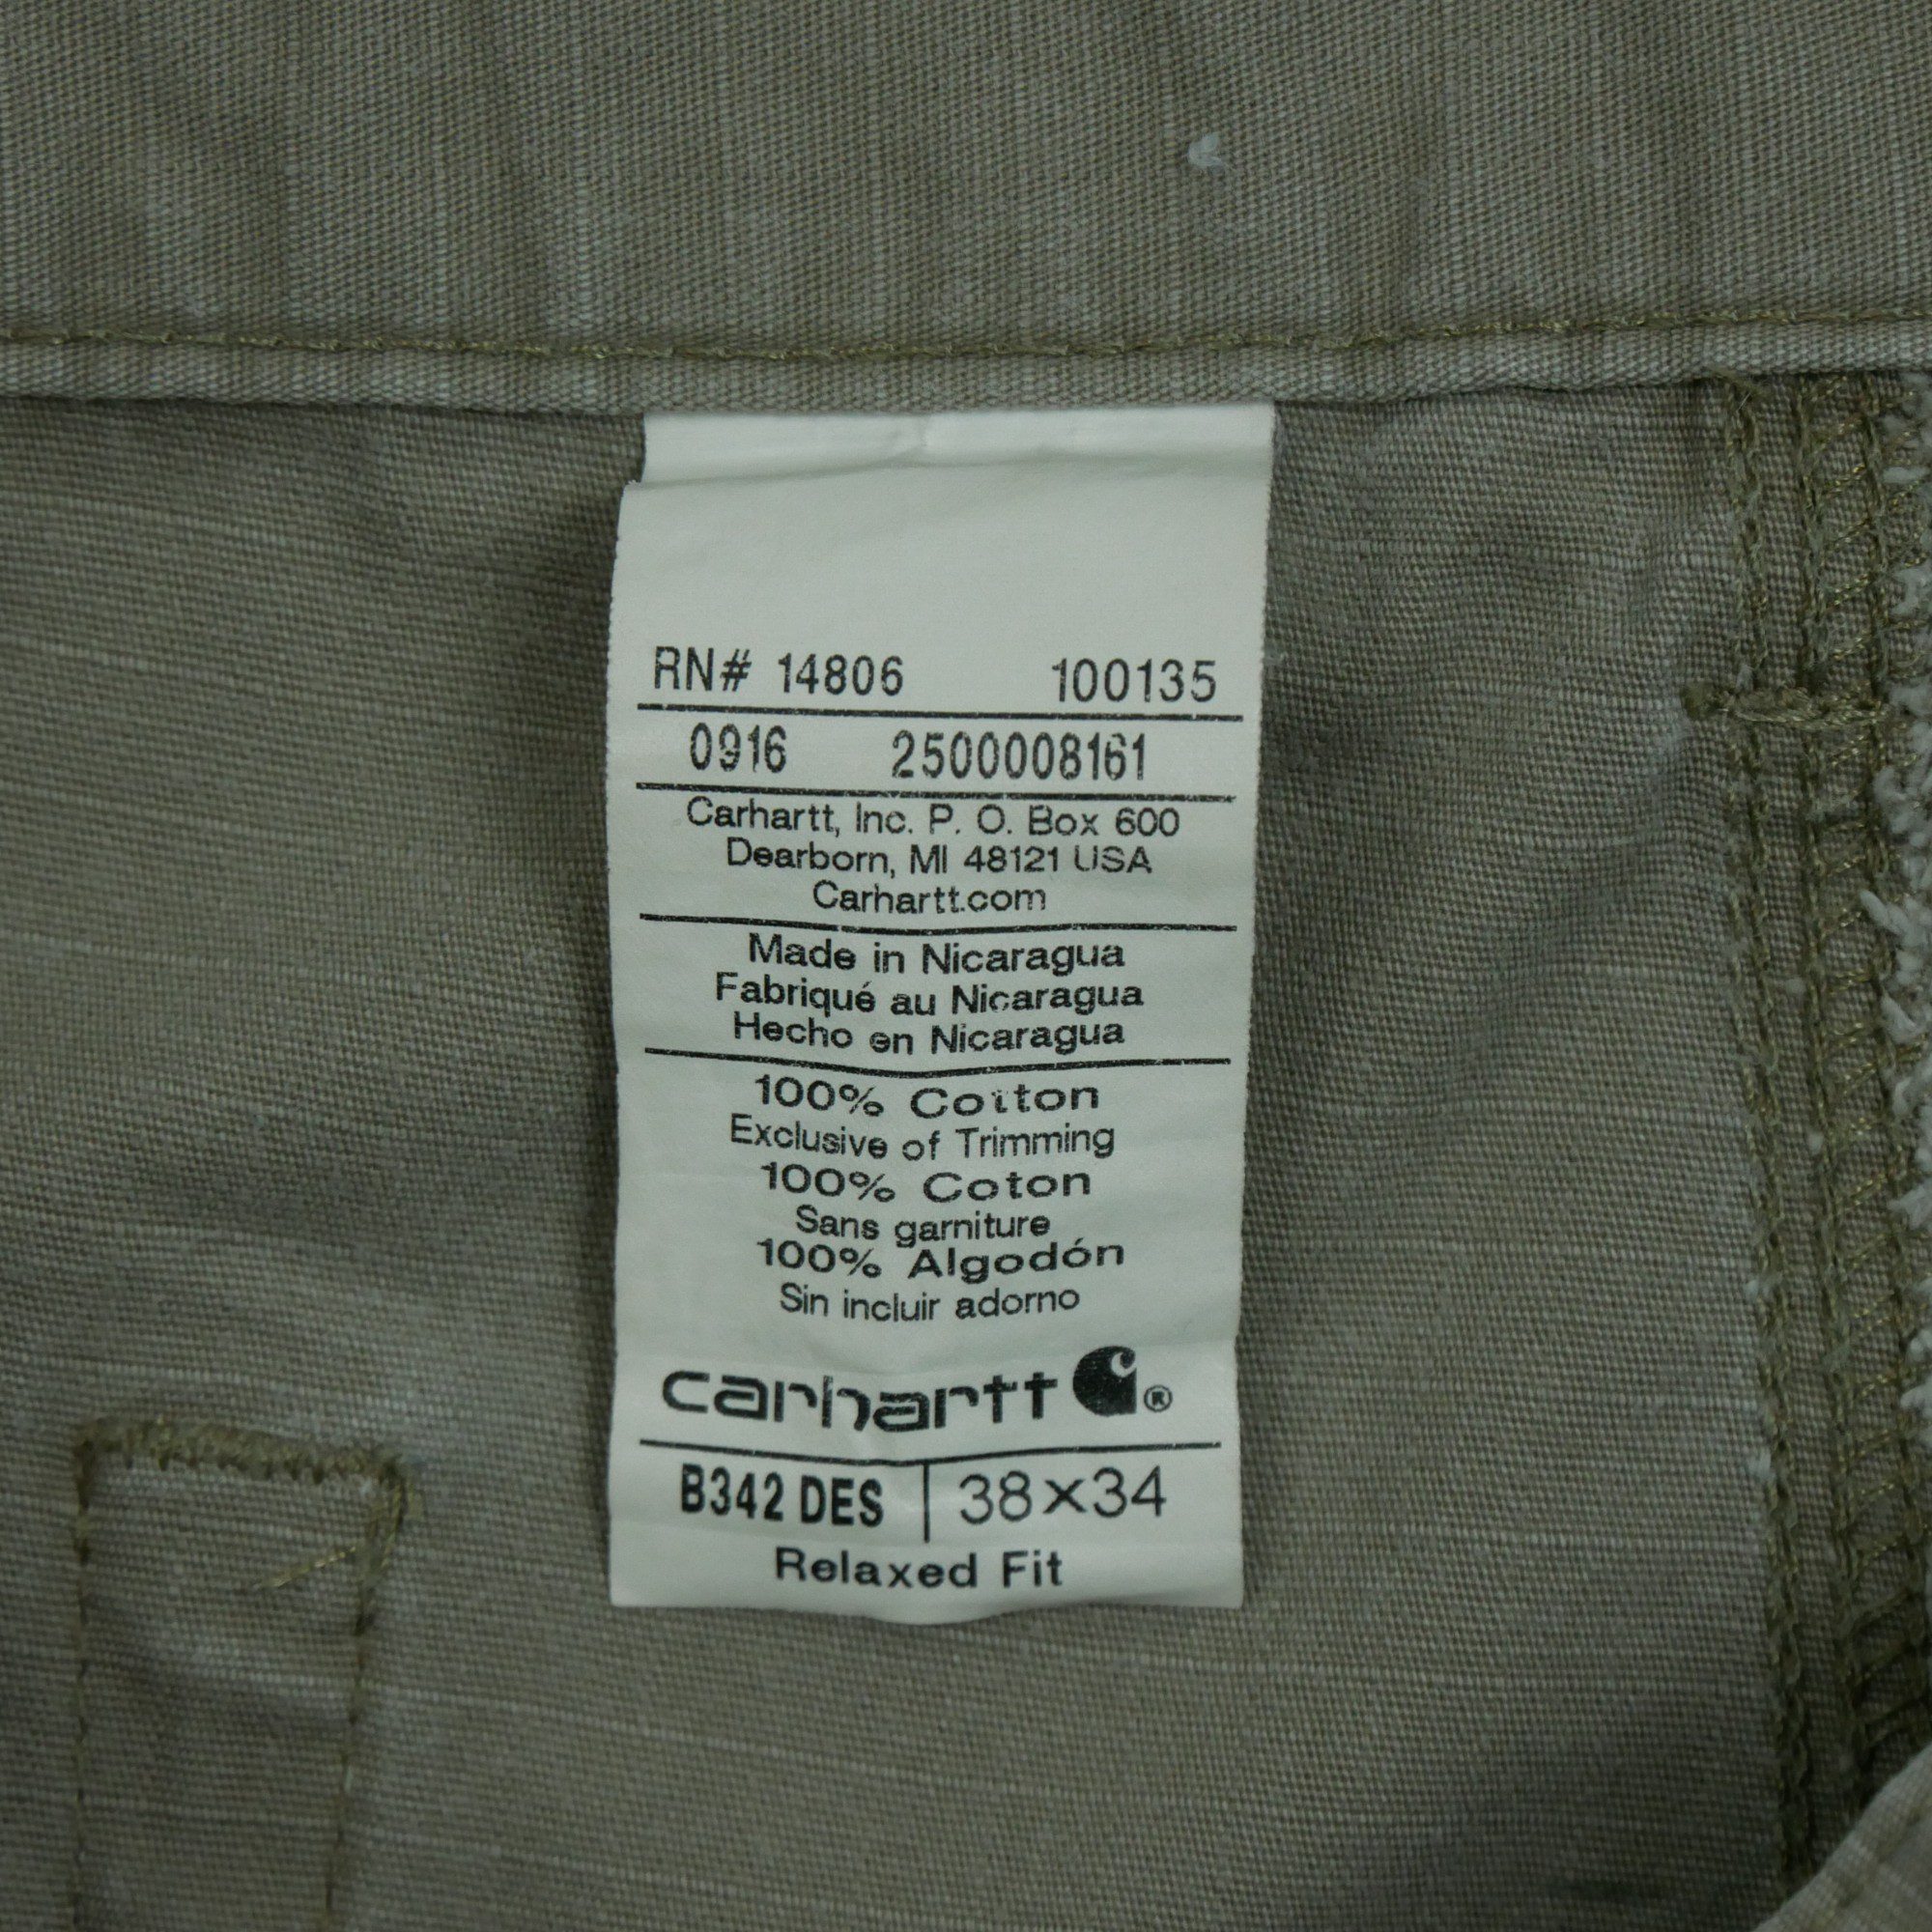 RN# 14806 100135
0916 2500008161
Carhartt, Inc. P. O. Box 600
Dearborn, MI 48121 USA
Carhartt.com
Made in Nicaragua
Fabriqué au Nicaragua
Hecho en Nicaragua
100% Cotton
Exclusive of Trimming
100% Coton
Sans garniture
100% Algodón
Sin incluir adorno
carhartt ®
B342 DES | 38×34
Relaxed Fit